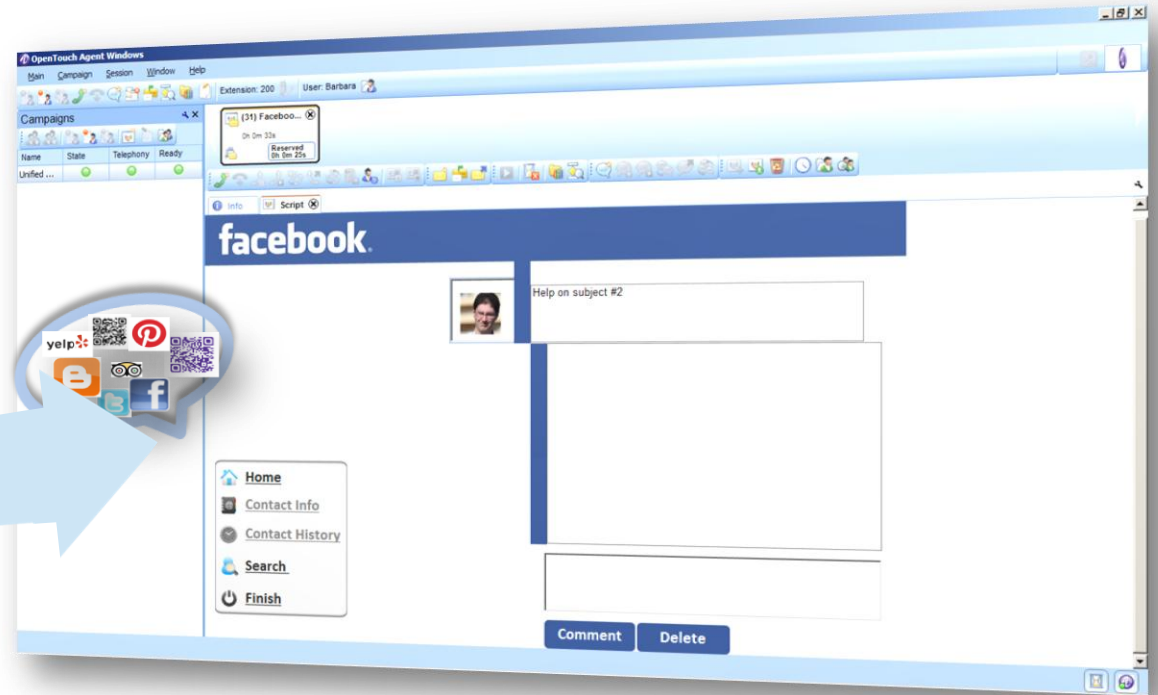 OpenTouch Agent Windows
Main Campaign Session Window Help
Extension: 200 User: Barbara
Campaigns
Name State Telephony Ready
Unified ...
(31) Faceboo...
0h 0m 33s
Reserved
0h 0m 25s
Info Script
facebook.
Help on subject #2
yelp
Home
Contact Info
Contact History
Search
Finish
Comment Delete